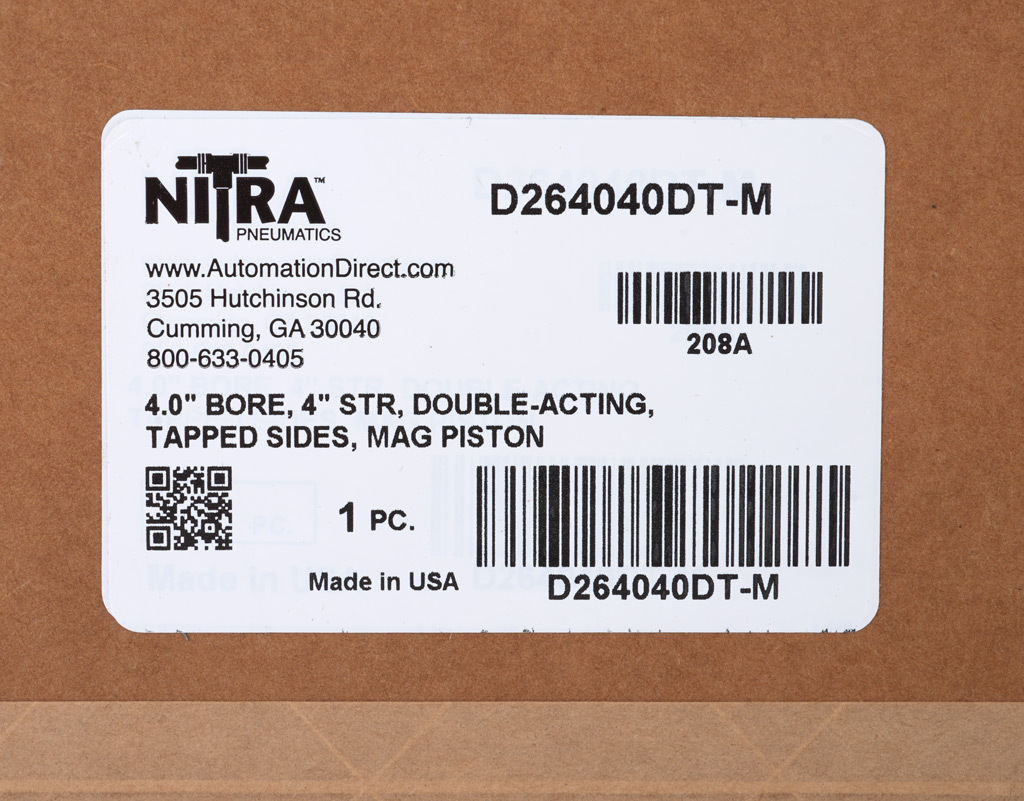 NITRA™
PNEUMATICS
D264040DT-M
www.AutomationDirect.com
3505 Hutchinson Rd.
Cumming, GA 30040
800-633-0405
208A
4.0" BORE, 4" STR, DOUBLE-ACTING,
TAPPED SIDES, MAG PISTON
1 PC.
Made in USA
D264040DT-M